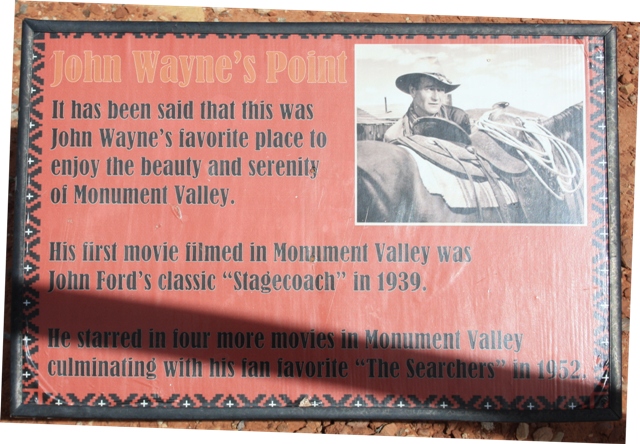 John Wayne's Point
It has been said that this was
John Wayne's favorite place to
enjoy the beauty and serenity
of Monument Valley.
His first movie filmed in Monument Valley was
John Ford's classic "Stagecoach" in 1939.
He starred in four more movies in Monument Valley
culminating with his fan favorite "The Searchers" in 1952.